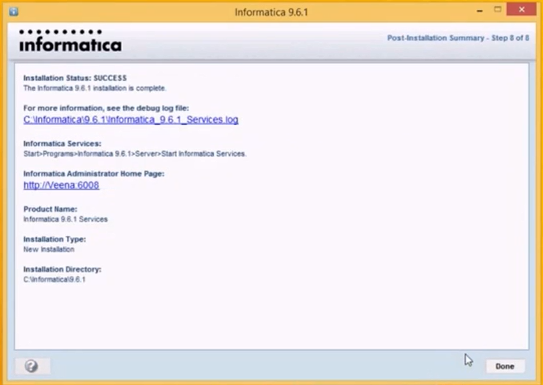 Informatica 9.6.1
informatica
Post-Installation Summary - Step 8 of 8
Installation Status: SUCCESS
The Informatica 9.6.1 installation is complete.
For more information, see the debug log file:
C:\Informatica\9.6.1\Informatica_9.6.1_Services.log
Informatica Services:
Start>Programs>Informatica 9.6.1>Server>Start Informatica Services.
Informatica Administrator Home Page:
http://Veena:6008
Product Name:
Informatica 9.6.1 Services
Installation Type:
New Installation
Installation Directory:
C:\Informatica\9.6.1
Done